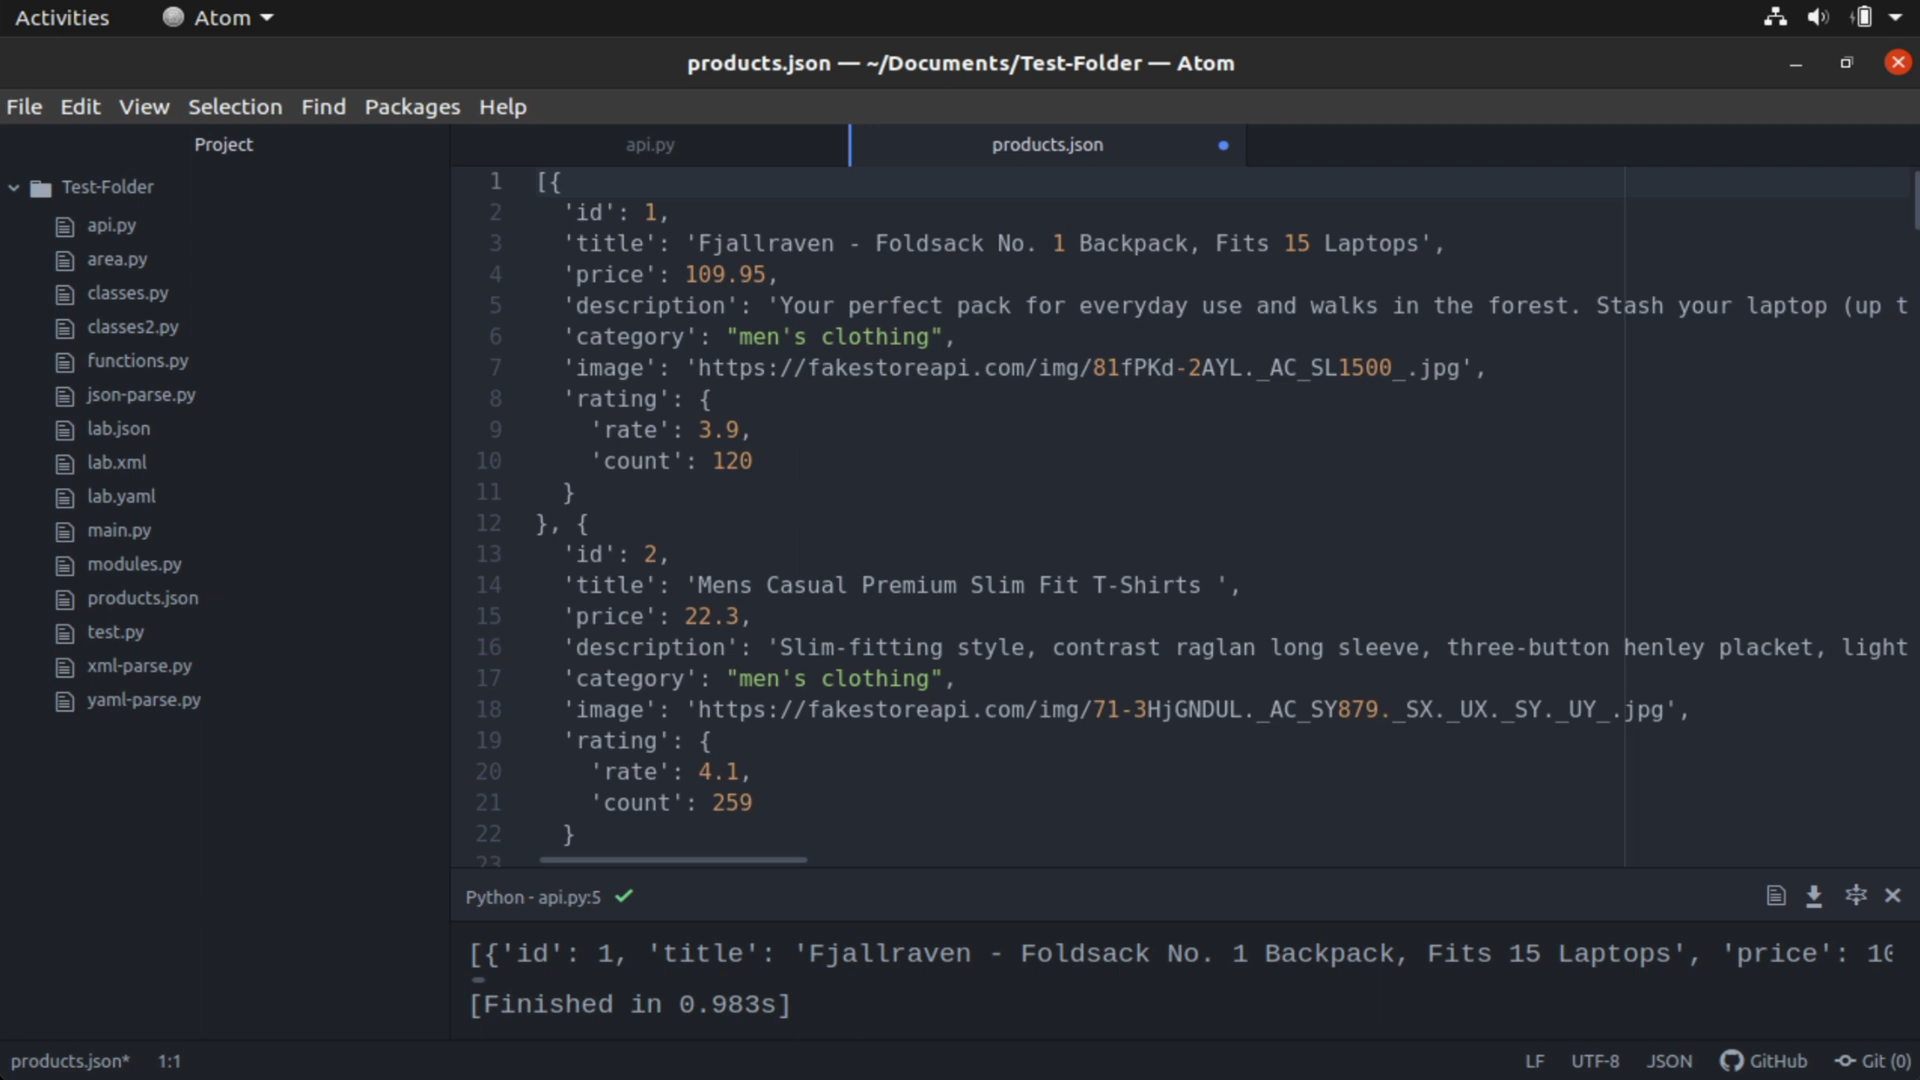 Activities
Atom
products.json — ~/Documents/Test-Folder — Atom
File Edit View Selection Find Packages Help
Project
Test-Folder
api.py
area.py
classes.py
classes2.py
functions.py
json-parse.py
lab.json
lab.xml
lab.yaml
main.py
modules.py
products.json
test.py
xml-parse.py
yaml-parse.py
api.py
products.json
1 [{
2 'id': 1,
3 'title': 'Fjallraven - Foldsack No. 1 Backpack, Fits 15 Laptops',
4 'price': 109.95,
5 'description': 'Your perfect pack for everyday use and walks in the forest. Stash your laptop (up t
6 'category': "men's clothing",
7 'image': 'https://fakestoreapi.com/img/81fPKd-2AYL._AC_SL1500_.jpg',
8 'rating': {
9 'rate': 3.9,
10 'count': 120
11 }
12 }, {
13 'id': 2,
14 'title': 'Mens Casual Premium Slim Fit T-Shirts ',
15 'price': 22.3,
16 'description': 'Slim-fitting style, contrast raglan long sleeve, three-button henley placket, light
17 'category': "men's clothing",
18 'image': 'https://fakestoreapi.com/img/71-3HjGNDUL._AC_SY879._SX._UX._SY._UY_.jpg',
19 'rating': {
20 'rate': 4.1,
21 'count': 259
22 }
23
Python - api.py:5
[{'id': 1, 'title': 'Fjallraven - Foldsack No. 1 Backpack, Fits 15 Laptops', 'price': 10
[Finished in 0.983s]
products.json* 1:1
LF UTF-8 JSON GitHub Git (0)